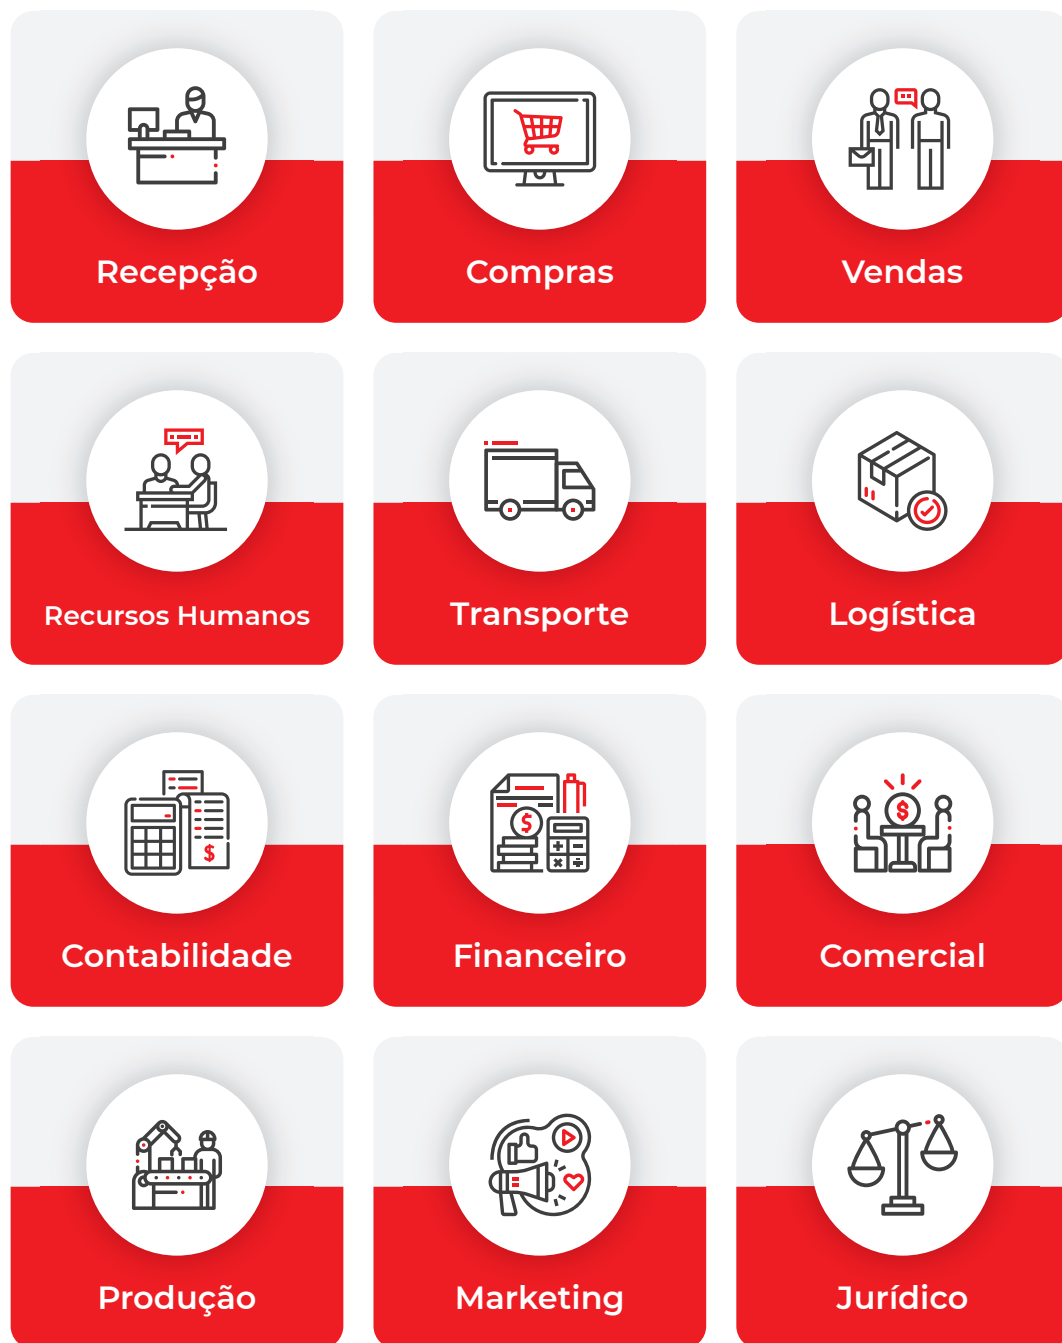 Recepção
Compras
Vendas
Recursos Humanos
Transporte
Logística
Contabilidade
Financeiro
Comercial
Produção
Marketing
Jurídico